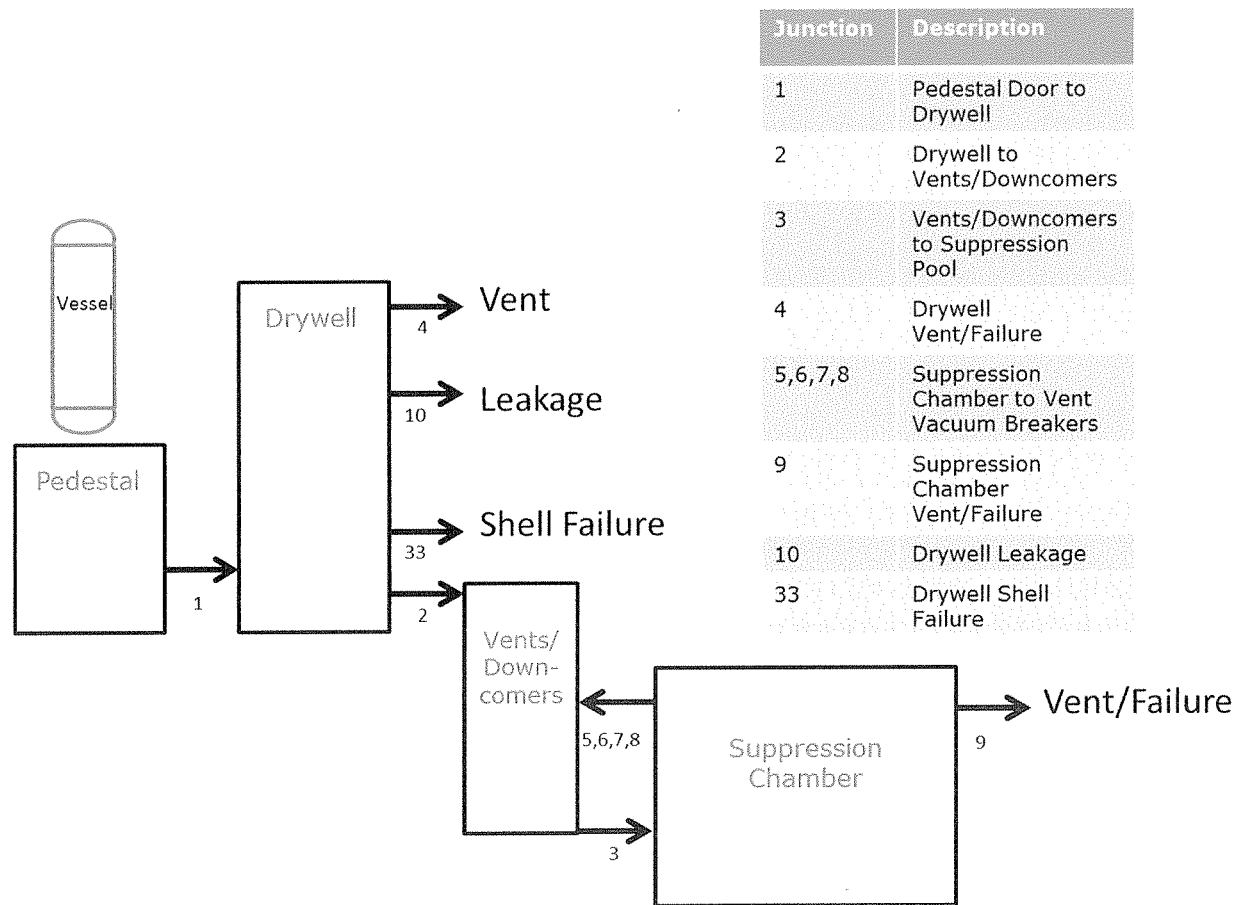 Junction Description
1 Pedestal Door to
Drywell
2 Drywell to
Vents/Downcomers
3 Vents/Downcomers
to Suppression
Pool
4 Drywell
Vent/Failure
5,6,7,8 Suppression
Chamber to Vent
Vacuum Breakers
9 Suppression
Chamber
Vent/Failure
10 Drywell Leakage
33 Drywell Shell
Failure
Vessel
Pedestal
1
Drywell
4
Vent
10
Leakage
33
Shell Failure
2
Vents/
Down-
comers
5,6,7,8
3
Suppression
Chamber
9
Vent/Failure